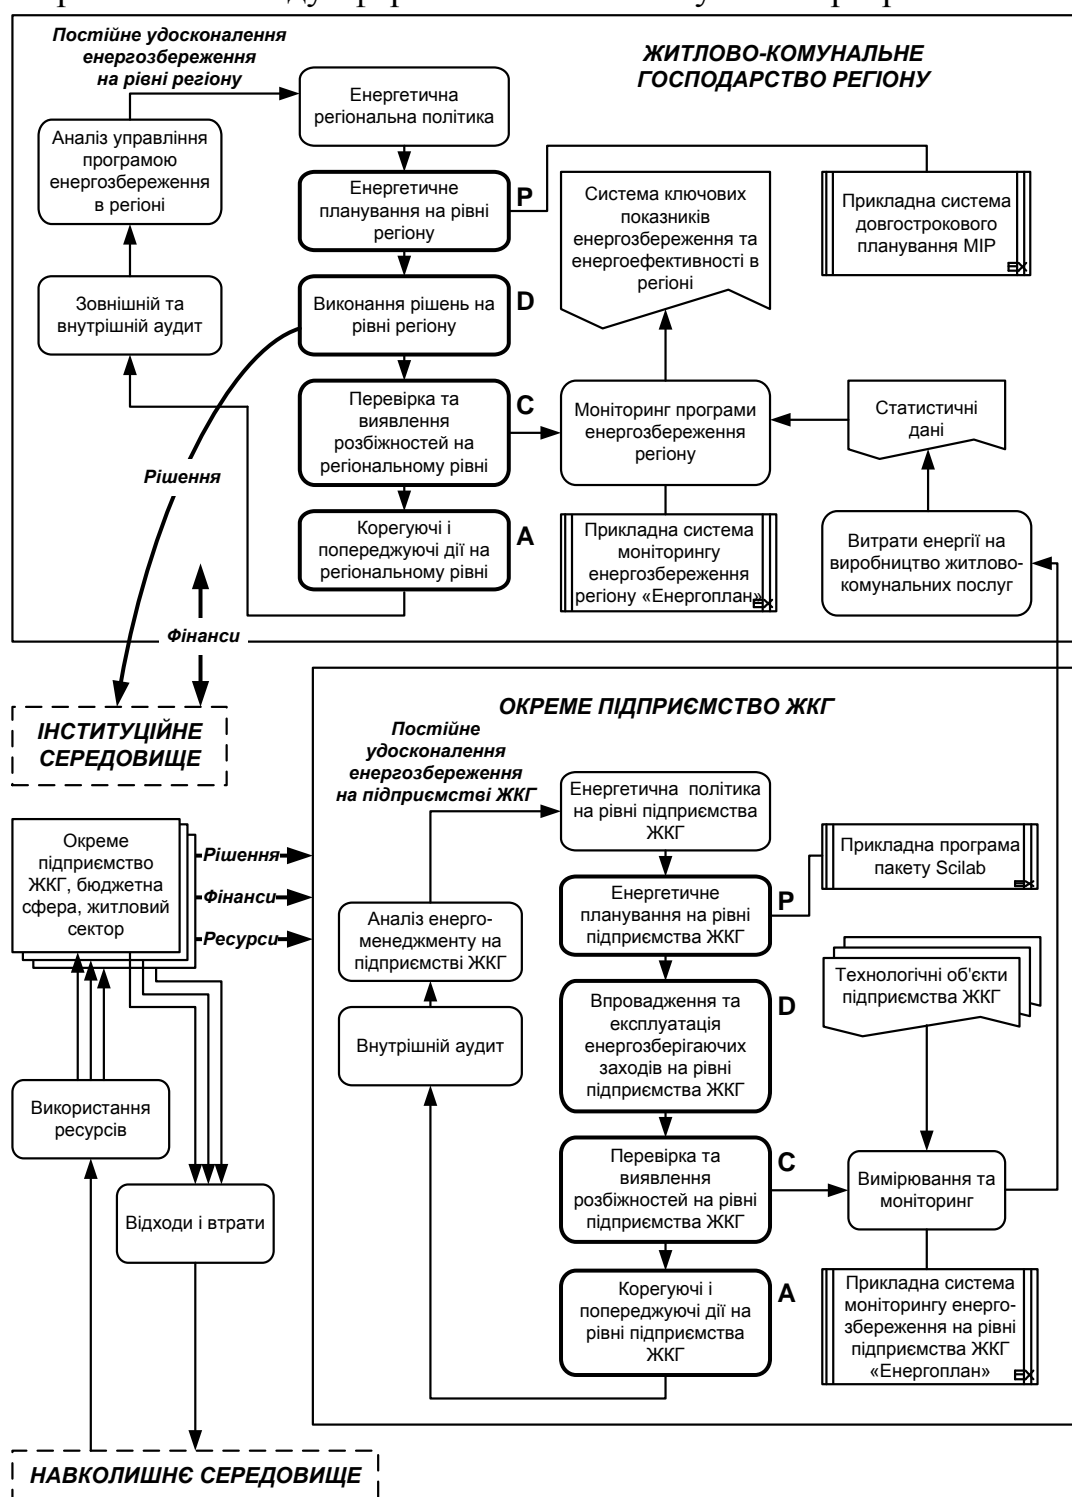 Постійне удосконалення
енергозбереження
на рівні регіону
ЖИТЛОВО-КОМУНАЛЬНЕ
ГОСПОДАРСТВО РЕГІОНУ
Енергетична
регіональна політика
Аналіз управління
програмою
енергозбереження
в регіоні
Енергетичне
планування на рівні
регіону
P
Система ключових
показників
енергозбереження та
енергоефективності в
регіоні
Прикладна система
довгострокового
планування МІР
Зовнішній та
внутрішній аудит
Виконання рішень на
рівні регіону
D
Перевірка та
виявлення
розбіжностей на
регіональному рівні
C
Моніторинг програми
енергозбереження
регіону
Статистичні
дані
Рішення
Корегуючі і
попереджуючі дії на
регіональному рівні
A
Прикладна система
моніторингу
енергозбереження
регіону «Енергоплан»
Витрати енергії на
виробництво житлово-
комунальних послуг
Фінанси
ІНСТИТУЦІЙНЕ
СЕРЕДОВИЩЕ
ОКРЕМЕ ПІДПРИЄМСТВО ЖКГ
Постійне
удосконалення
енергозбереження
на підприємстві ЖКГ
Енергетична політика
на рівні підприємства
ЖКГ
Окреме
підприємство
ЖКГ, бюджетна
сфера, житловий
сектор
Рішення
Фінанси
Ресурси
Прикладна програма
пакету Scilab
Енергетичне
планування на рівні
підприємства ЖКГ
P
Аналіз енерго-
менеджменту на
підприємстві ЖКГ
Технологічні об'єкти
підприємства ЖКГ
Впровадження та
експлуатація
енергозберігаючих
заходів на рівні
підприємства ЖКГ
D
Внутрішній аудит
Використання
ресурсів
Перевірка та
виявлення
розбіжностей на рівні
підприємства ЖКГ
C
Вимірювання та
моніторинг
Відходи і втрати
Корегуючі і
попереджуючі дії на
рівні підприємства
ЖКГ
A
Прикладна система
моніторингу енерго-
збереження на рівні
підприємства ЖКГ
«Енергоплан»
НАВКОЛИШНЄ СЕРЕДОВИЩЕ